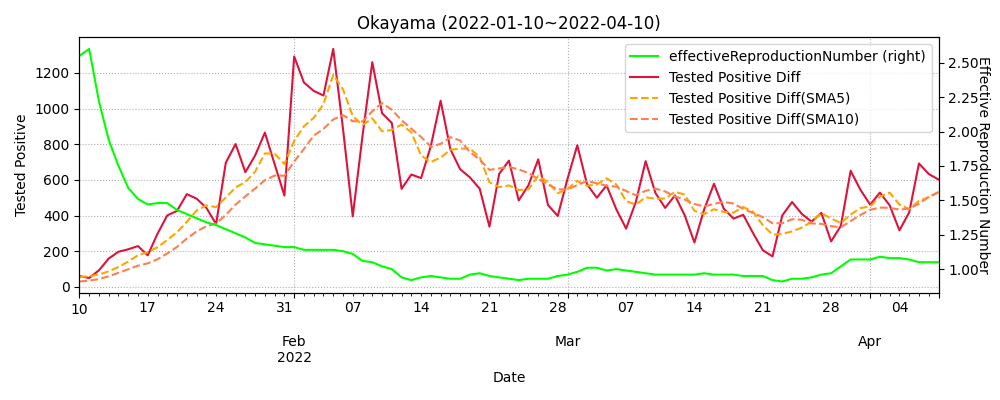 Okayama (2022-01-10~2022-04-10)
effectiveReproductionNumber (right)
Tested Positive Diff
Tested Positive Diff(SMA5)
Tested Positive Diff(SMA10)
Tested Positive
1200
1000
800
600
400
200
0
2.50
2.25
2.00
1.75
1.50
1.25
1.00
Effective Reproduction Number
10 17 24 31 07 14 21 28 07 14 21 28 04
Feb Mar Apr
2022
Date